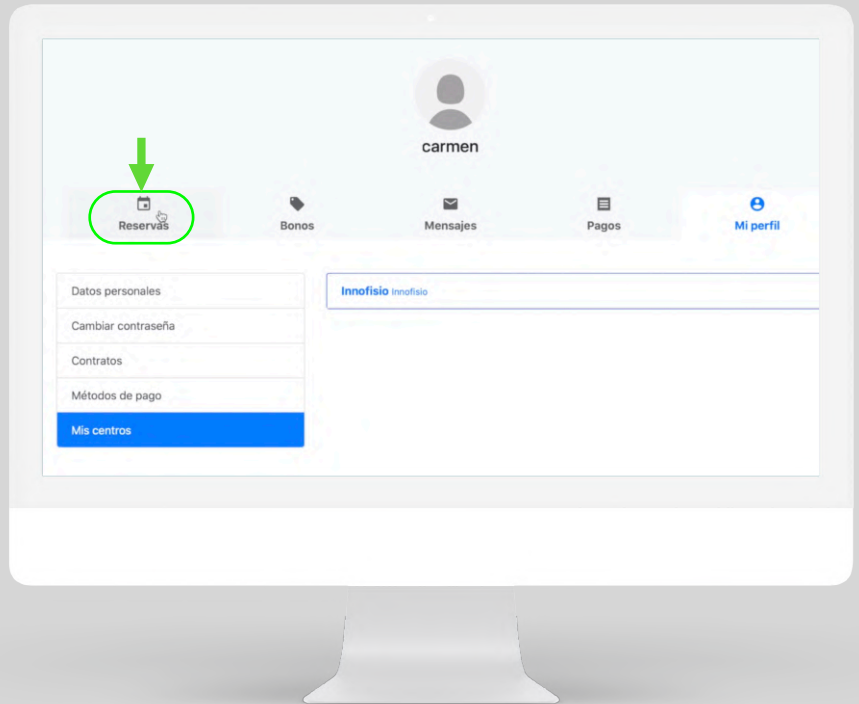 carmen
Reservas
Bonos
Mensajes
Pagos
Mi perfil
Datos personales
Cambiar contraseña
Contratos
Métodos de pago
Mis centros
Innofisio Innofisio